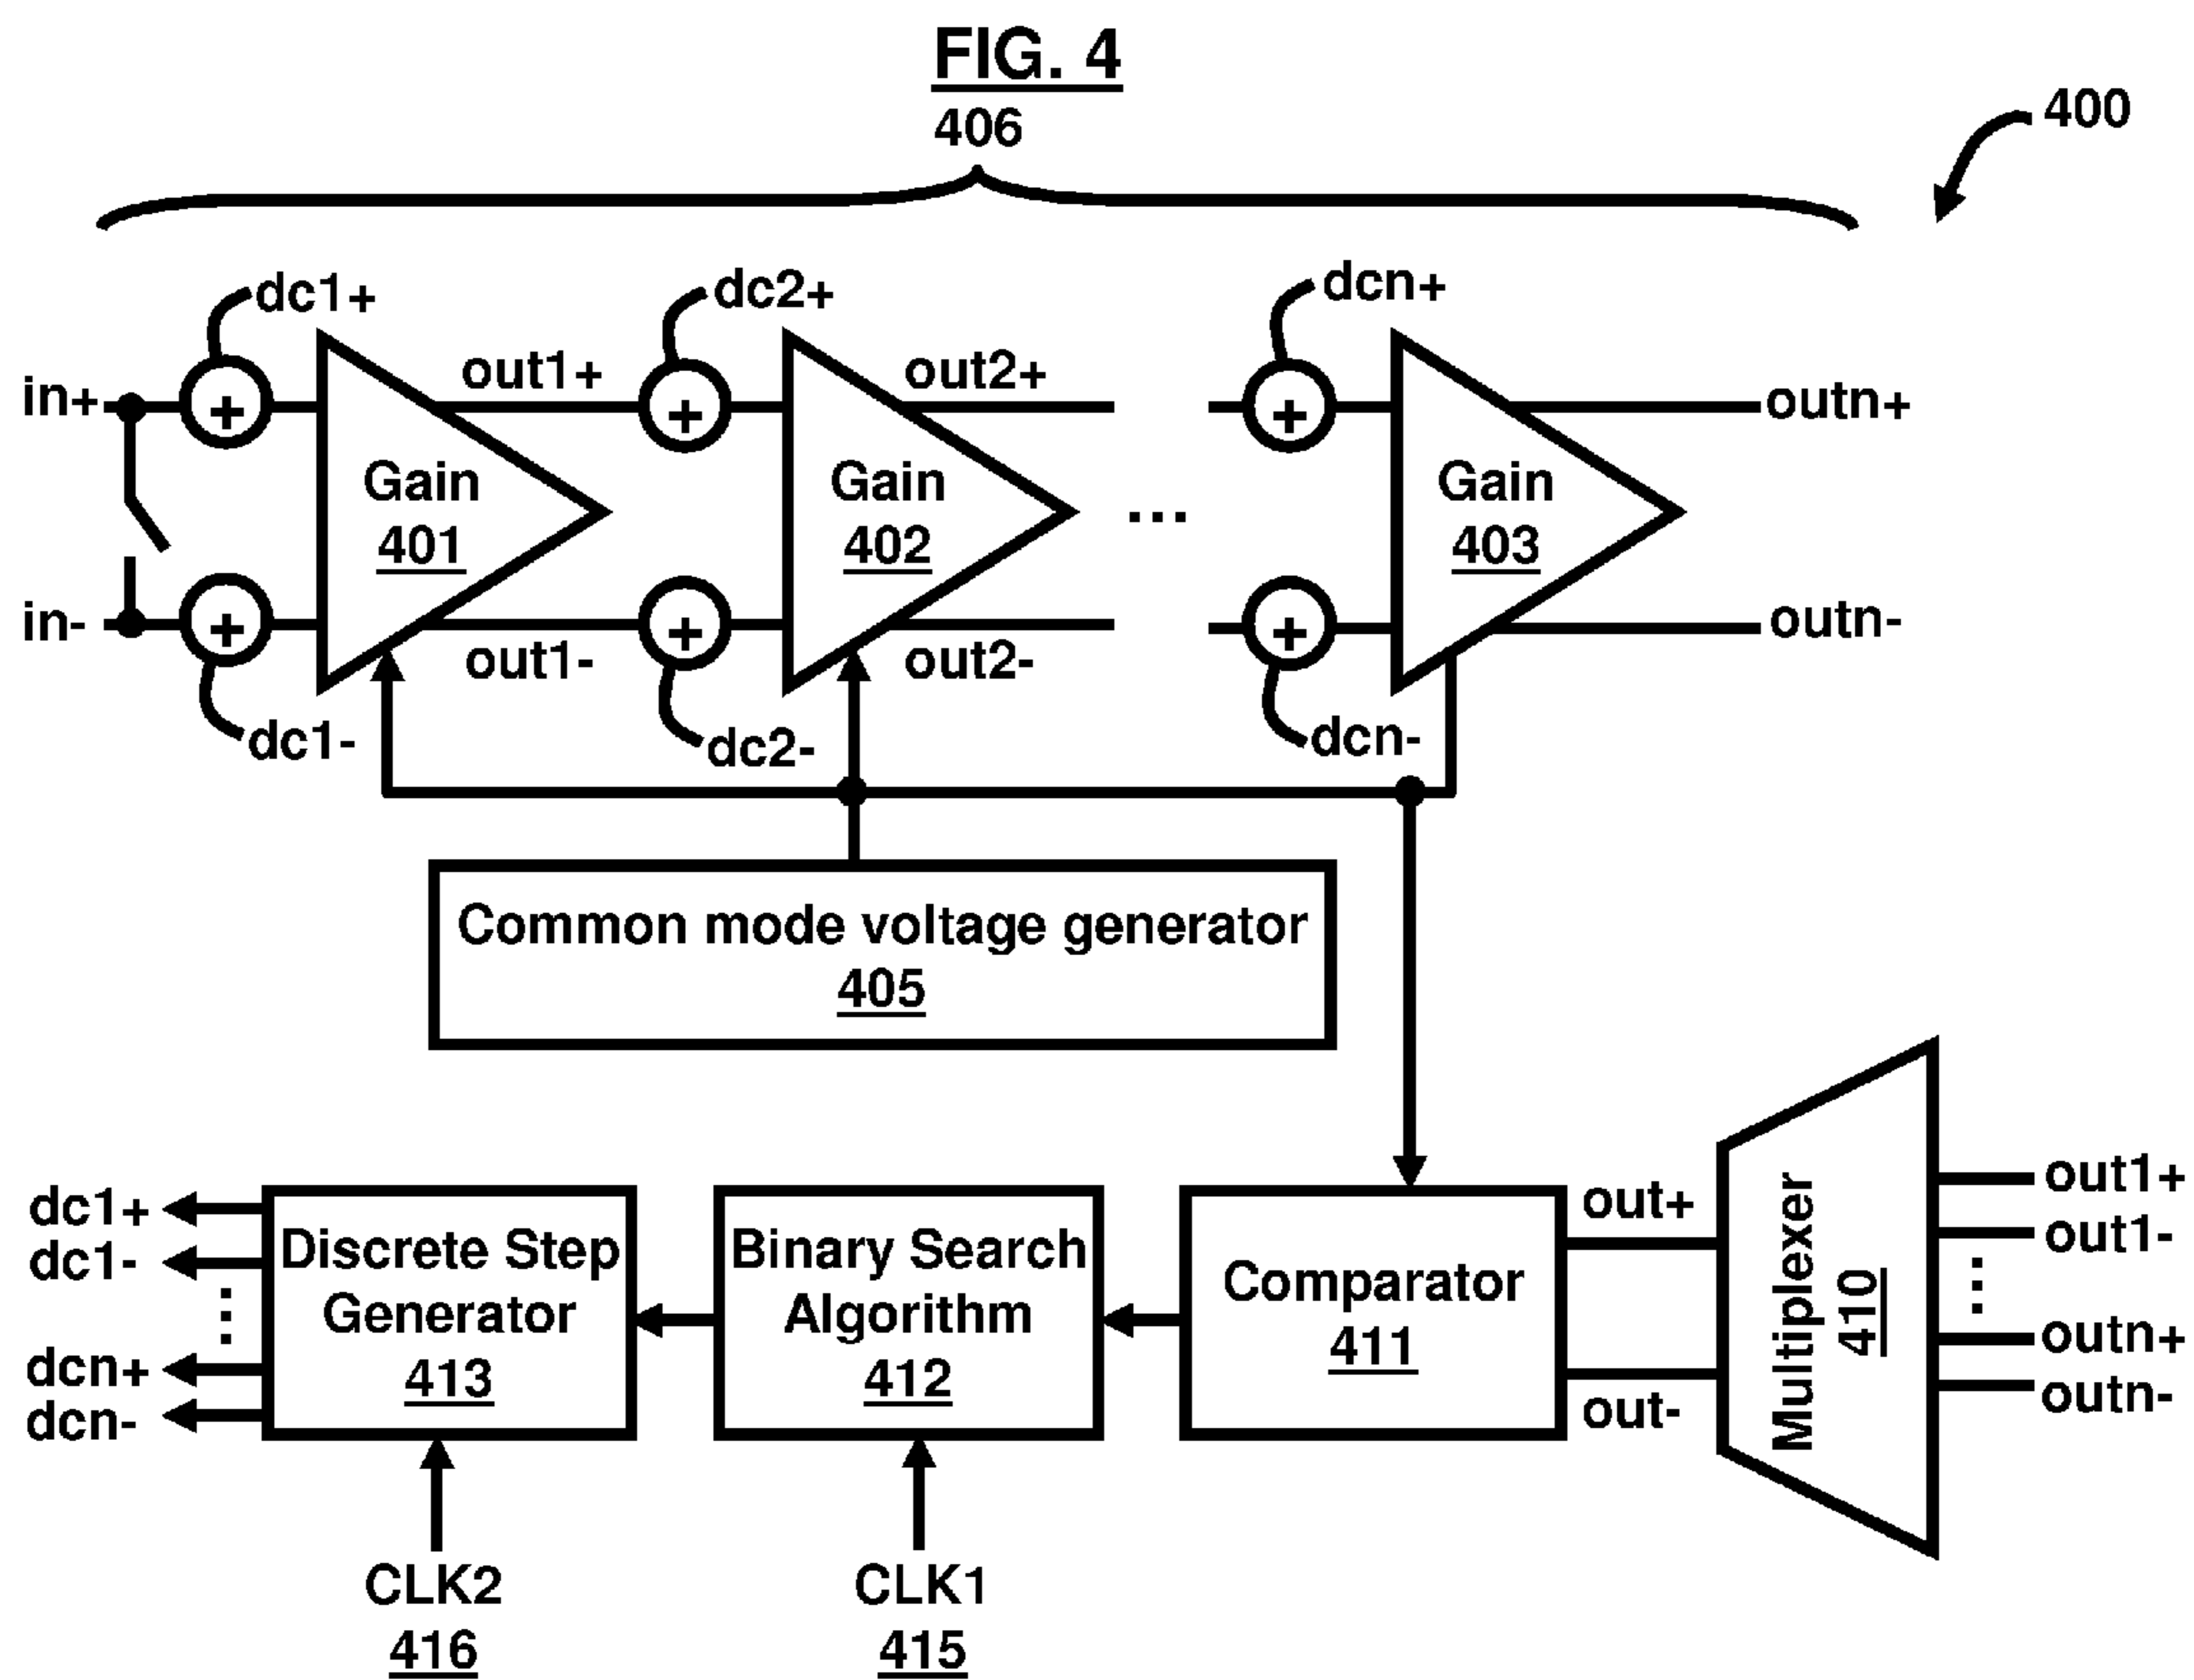 FIG. 4
406
400
dc1+
dc2+
dcn+
in+
out1+
out2+
outn+
Gain
401
Gain
402
...
Gain
403
in-
out1-
out2-
outn-
dc1-
dc2-
dcn-
Common mode voltage generator
405
dc1+
dc1-
...
dcn+
dcn-
Discrete Step
Generator
413
Binary Search
Algorithm
412
Comparator
411
out+
out-
Multiplexer
410
out1+
out1-
...
outn+
outn-
CLK2
416
CLK1
415